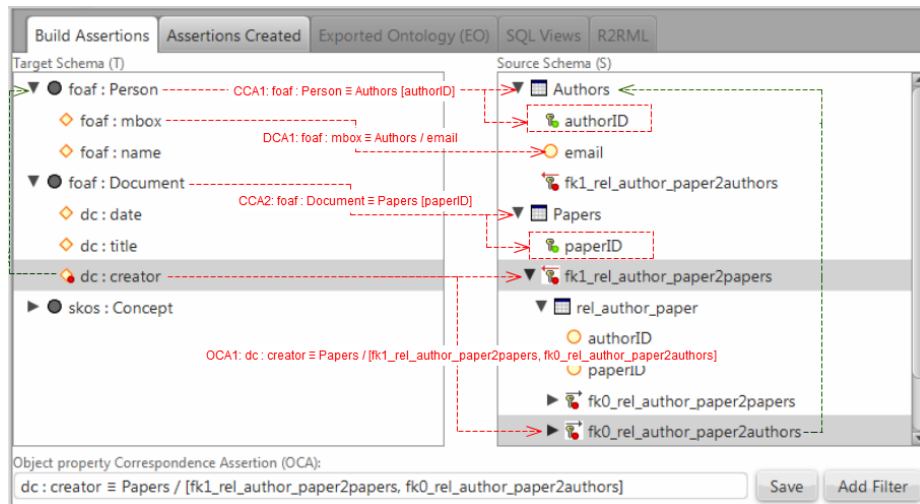 Build Assertions Assertions Created Exported Ontology (EO) SQL Views R2RML
Target Schema (T) Source Schema (S)
foaf : Person CCA1: foaf : Person ≡ Authors [authorID] Authors
authorID
foaf : mbox
DCA1: foaf : mbox ≡ Authors / email
foaf : name email
foaf : Document fk1_rel_author_paper2authors
CCA2: foaf : Document ≡ Papers [paperID]
dc : date Papers
dc : title paperID
dc : creator fk1_rel_author_paper2papers
skos : Concept rel_author_paper
authorID
OCA1: dc : creator ≡ Papers / [fk1_rel_author_paper2papers, fk0_rel_author_paper2authors]
paperID
fk0_rel_author_paper2papers
fk0_rel_author_paper2authors
Object property Correspondence Assertion (OCA):
dc : creator ≡ Papers / [fk1_rel_author_paper2papers, fk0_rel_author_paper2authors] Save Add Filter